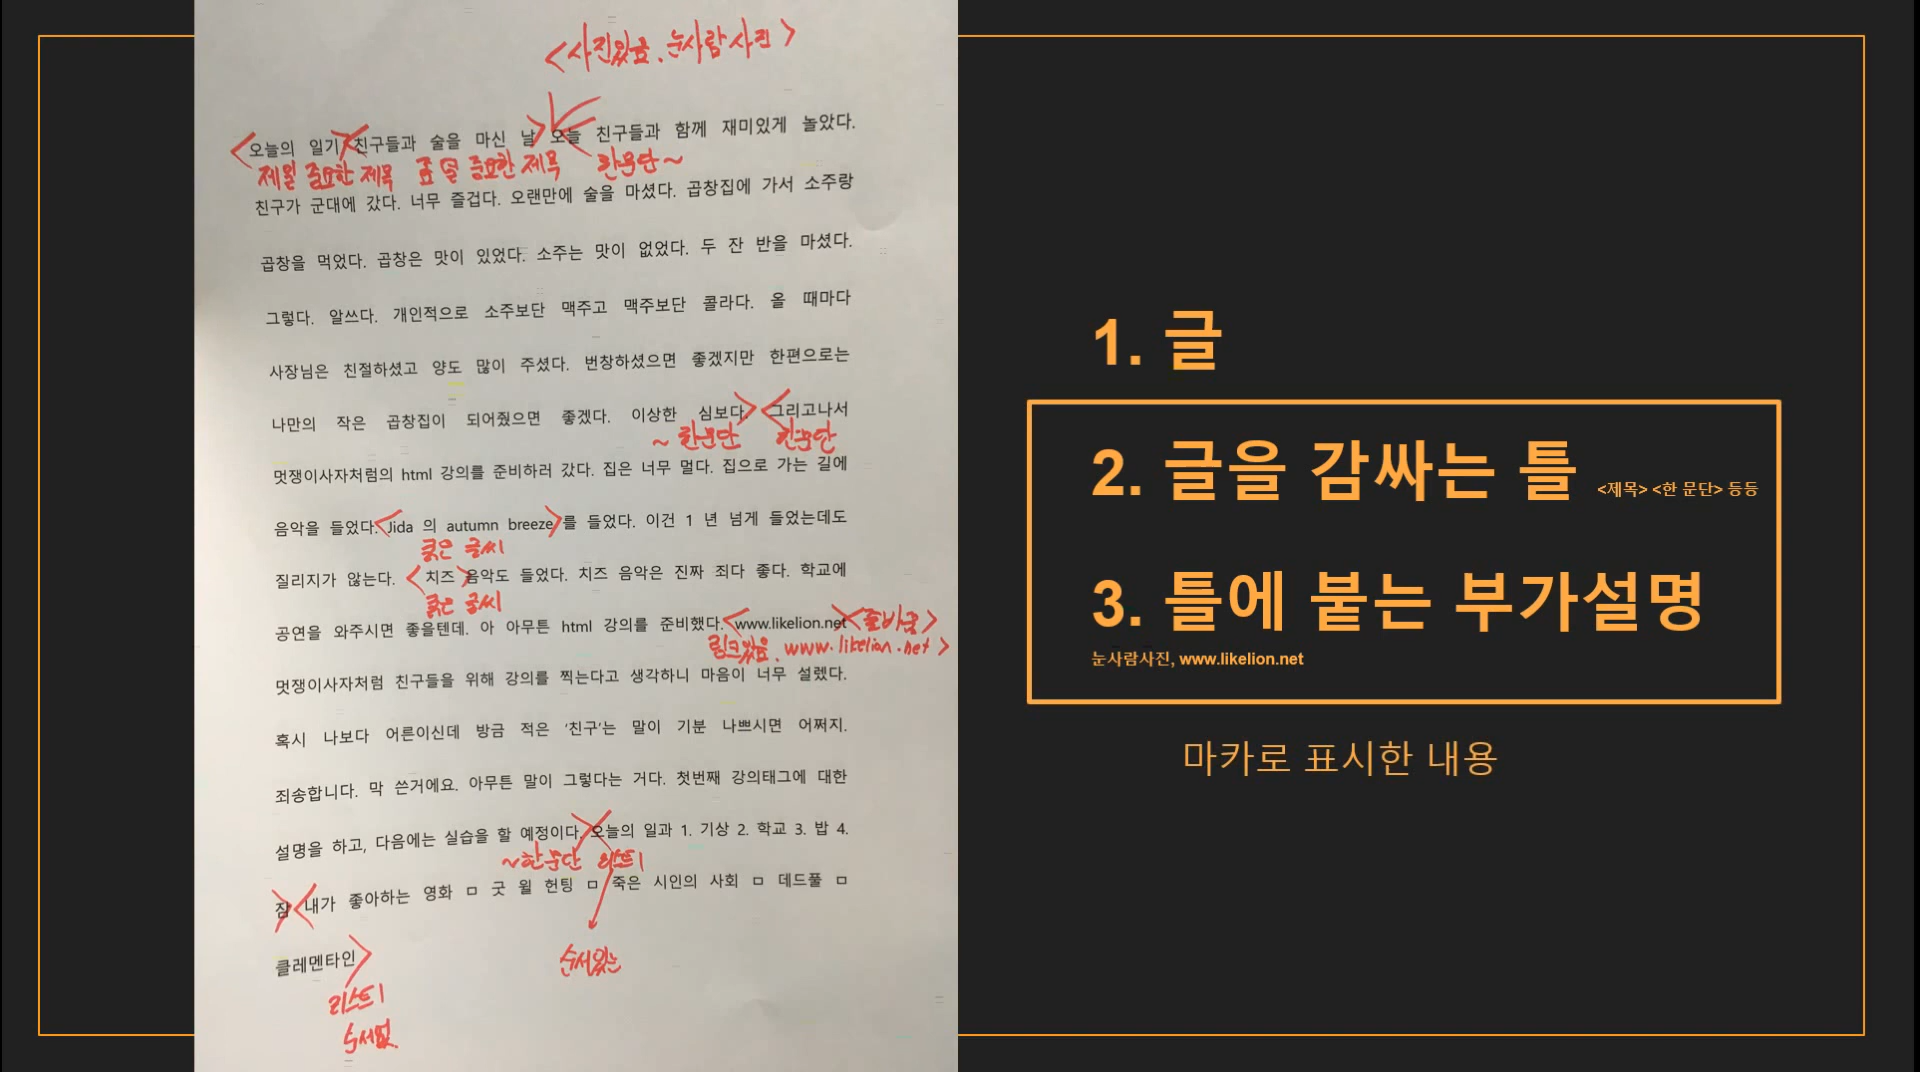 <사진있음. 눈사람 사진>
<오늘의 일기 친구들과 술을 마신 날> 오늘 친구들과 함께 재미있게 놀았다.
제일 중요한 제목 좀 덜 중요한 제목 한문단~
친구가 군대에 갔다. 너무 즐겁다. 오랜만에 술을 마셨다. 곱창집에 가서 소주랑
곱창을 먹었다. 곱창은 맛이 있었다. 소주는 맛이 없었다. 두 잔 반을 마셨다.
그렇다. 알쓰다. 개인적으로 소주보단 맥주고 맥주보단 콜라다. 올 때마다
사장님은 친절하셨고 양도 많이 주셨다. 번창하셨으면 좋겠지만 한편으로는
나만의 작은 곱창집이 되어줬으면 좋겠다. 이상한 심보다.> <그리고나서
~한문단 한문단
멋쟁이사자처럼의 html 강의를 준비하러 갔다. 집은 너무 멀다. 집으로 가는 길에
음악을 들었다. <Jida 의 autumn breeze>를 들었다. 이건 1 년 넘게 들었는데도
굵은 글씨
질리지가 않는다. <치즈> 음악도 들었다. 치즈 음악은 진짜 죄다 좋다. 학교에
굵은 글씨
공연을 와주시면 좋을텐데. 아 아무튼 html 강의를 준비했다. <www.likelion.net> <줄바꿈>
링크있음. www.likelion.net>
멋쟁이사자처럼 친구들을 위해 강의를 찍는다고 생각하니 마음이 너무 설렜다.
혹시 나보다 어른이신데 방금 적은 ‘친구’는 말이 기분 나쁘시면 어쩌지.
죄송합니다. 막 쓴거에요. 아무튼 말이 그렇다는 거다. 첫번째 강의태그에 대한
설명을 하고, 다음에는 실습을 할 예정이다.> <오늘의 일과 1. 기상 2. 학교 3. 밥 4.
~한문단 리스트
잠> <내가 좋아하는 영화 ㅁ 굿 윌 헌팅 ㅁ 죽은 시인의 사회 ㅁ 데드풀 ㅁ
클레멘타인>
순서있는
리스트
순서없
1. 글
2. 글을 감싸는 틀 <제목> <한 문단> 등등
3. 틀에 붙는 부가설명
눈사람사진, www.likelion.net
마카로 표시한 내용